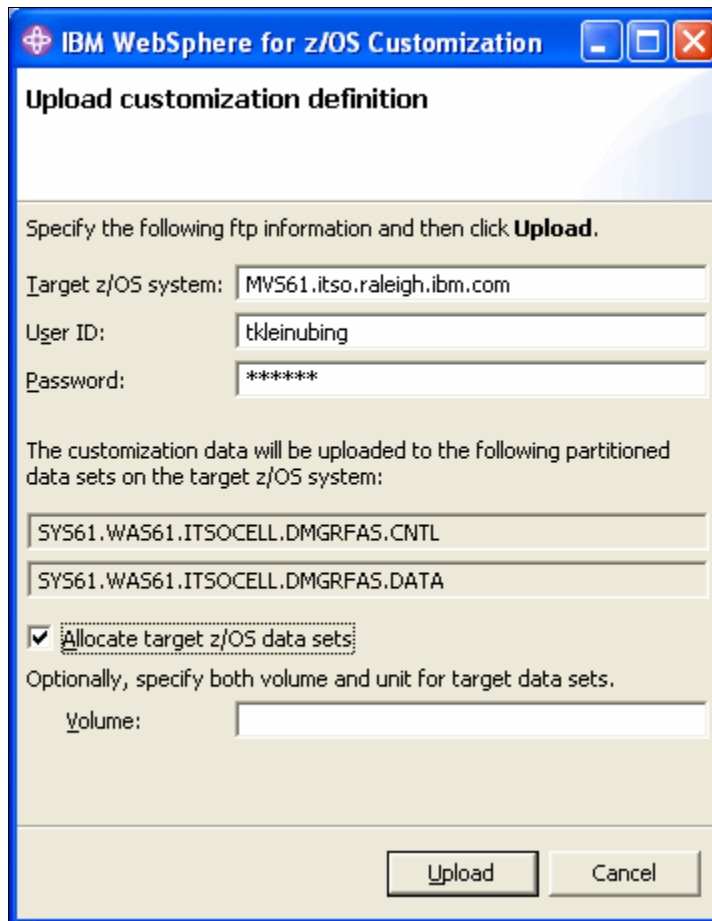 IBM WebSphere for z/OS Customization
Upload customization definition
Specify the following ftp information and then click Upload.
Target z/OS system: MVS61.itso.raleigh.ibm.com
User ID: tkleinubing
Password: ******
The customization data will be uploaded to the following partitioned
data sets on the target z/OS system:
SYS61.WAS61.ITSOCELL.DMGRFAS.CNTL
SYS61.WAS61.ITSOCELL.DMGRFAS.DATA
Allocate target z/OS data sets
Optionally, specify both volume and unit for target data sets.
Volume:
Upload Cancel